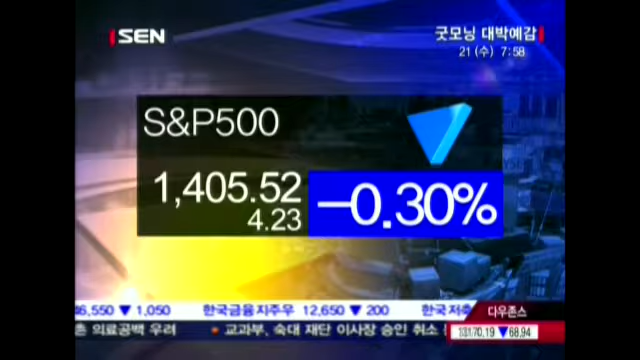 SEN
굿모닝 대박예감
21 (수) 7:58
S&P500
1,405.52
4.23
–0.30%
46,550 ▼ 1,050 한국금융지주우 12,650 ▼ 200 한국저축
다우존스
촌 의료공백 우려 교과부, 숙대 재단 이사장 승인 취소
▼68.94